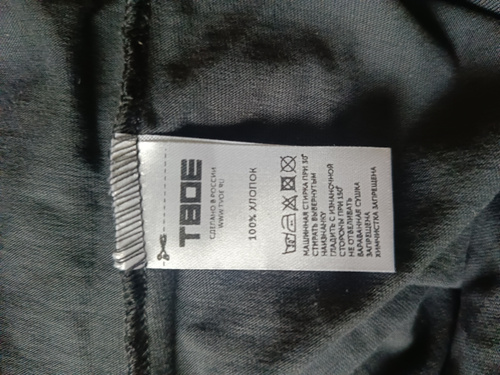 ТВОЕ
СДЕЛАНО В РОССИИ
WWW.TVOE.RU
100% ХЛОПОК
МАШИННАЯ СТИРКА ПРИ 30°
СТИРАТЬ ВЫВЕРНУТЫМ
НАИЗНАНКУ
ГЛАДИТЬ С ИЗНАНОЧНОЙ
СТОРОНЫ ПРИ 150°
НЕ ОТБЕЛИВАТЬ
БАРАБАННАЯ СУШКА
ЗАПРЕЩЕНА
ХИМЧИСТКА ЗАПРЕЩЕНА